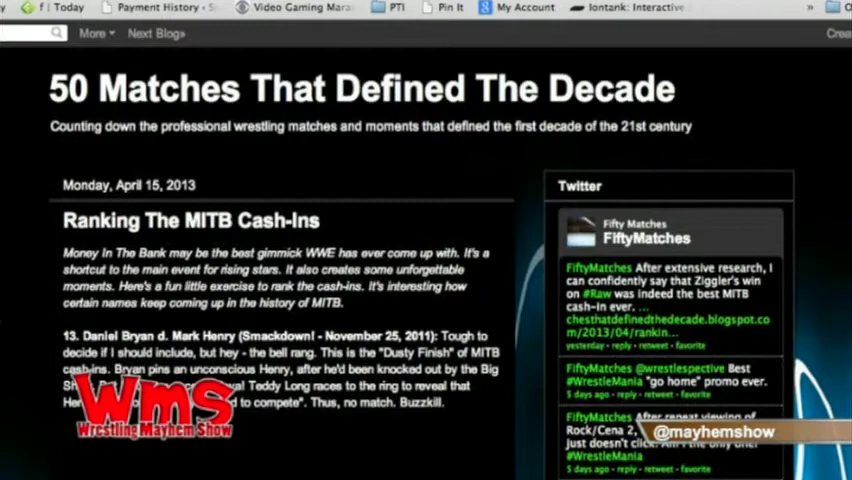 f | Today
Payment History
Video Gaming Mara
PTI
Pin It
My Account
Iontank: Interactive
»
More
Next Blog»
Crea
50 Matches That Defined The Decade
Counting down the professional wrestling matches and moments that defined the first decade of the 21st century
Monday, April 15, 2013
Ranking The MITB Cash-Ins
Money In The Bank may be the best gimmick WWE has ever come up with. It's a
shortcut to the main event for rising stars. It also creates some unforgettable
moments. Here's a fun little exercise to rank the cash-ins. It's interesting how
certain names keep coming up in the history of MITB.
13. Daniel Bryan d. Mark Henry (Smackdown! - November 25, 2011): Tough to
decide if I should include, but hey - the bell rang. This is the "Dusty Finish" of MITB
cash-ins. Bryan pins an unconscious Henry, after he'd been knocked out by the Big
Teddy Long races to the ring to reveal that
d to compete". Thus, no match. Buzzkill.
Twitter
Fifty Matches
FiftyMatches
FiftyMatches After extensive research, I
can confidently say that Ziggler's win
on #Raw was indeed the best MITB
cash-in ever. ...
chesthatdefinedthedecade.blogspot.co
m/2013/04/rankin...
yesterday · reply · retweet · favorite
FiftyMatches @wrestlespective Best
#WrestleMania "go home" promo ever.
5 days ago · reply · retweet · favorite
FiftyMatches After repeat viewing of
Rock/Cena 2,
just doesn't click.
#WrestleMania
5 days ago · reply · retweet · favorite
wms
Wrestling Mayhem Show
@mayhemshow